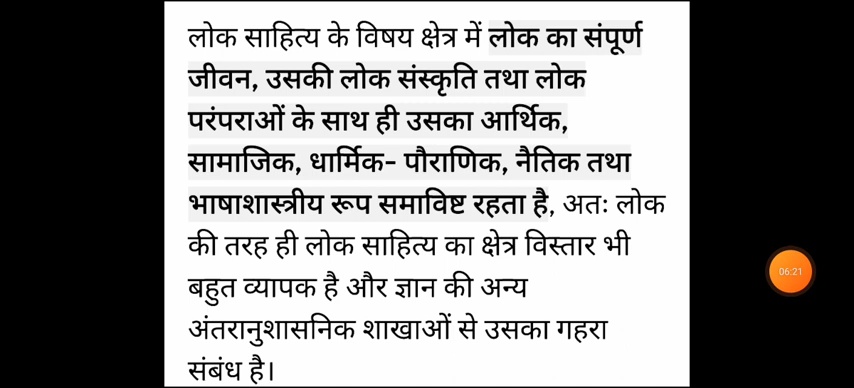 लोक साहित्य के विषय क्षेत्र में लोक का संपूर्ण
जीवन, उसकी लोक संस्कृति तथा लोक
परंपराओं के साथ ही उसका आर्थिक,
सामाजिक, धार्मिक- पौराणिक, नैतिक तथा
भाषाशास्त्रीय रूप समाविष्ट रहता है, अतः लोक
की तरह ही लोक साहित्य का क्षेत्र विस्तार भी
बहुत व्यापक है और ज्ञान की अन्य
अंतरानुशासनिक शाखाओं से उसका गहरा
संबंध है।
06:21